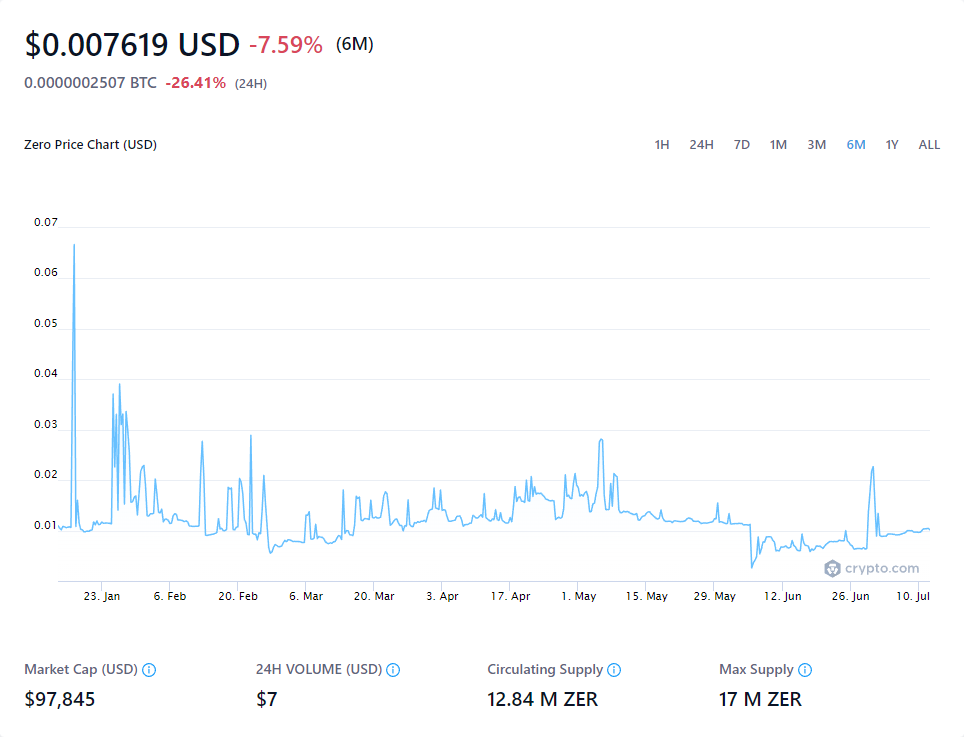 $0.007619 USD -7.59% (6M)
0.0000002507 BTC -26.41% (24H)
Zero Price Chart (USD) 1H 24H 7D 1M 3M 6M 1Y ALL
0.07
0.06
0.05
0.04
0.03
0.02
0.01
crypto.com
23. Jan 6. Feb 20. Feb 6. Mar 20. Mar 3. Apr 17. Apr 1. May 15. May 29. May 12. Jun 26. Jun 10. Jul
Market Cap (USD) 24H VOLUME (USD) Circulating Supply Max Supply
$97,845 $7 12.84 M ZER 17 M ZER